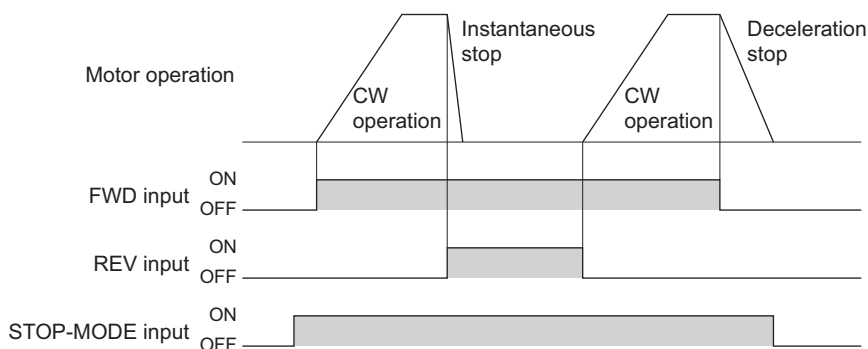 Instantaneous
stop
Deceleration
stop
Motor operation
CW
operation
CW
operation
FWD input
ON
OFF
REV input
ON
OFF
STOP-MODE input
ON
OFF